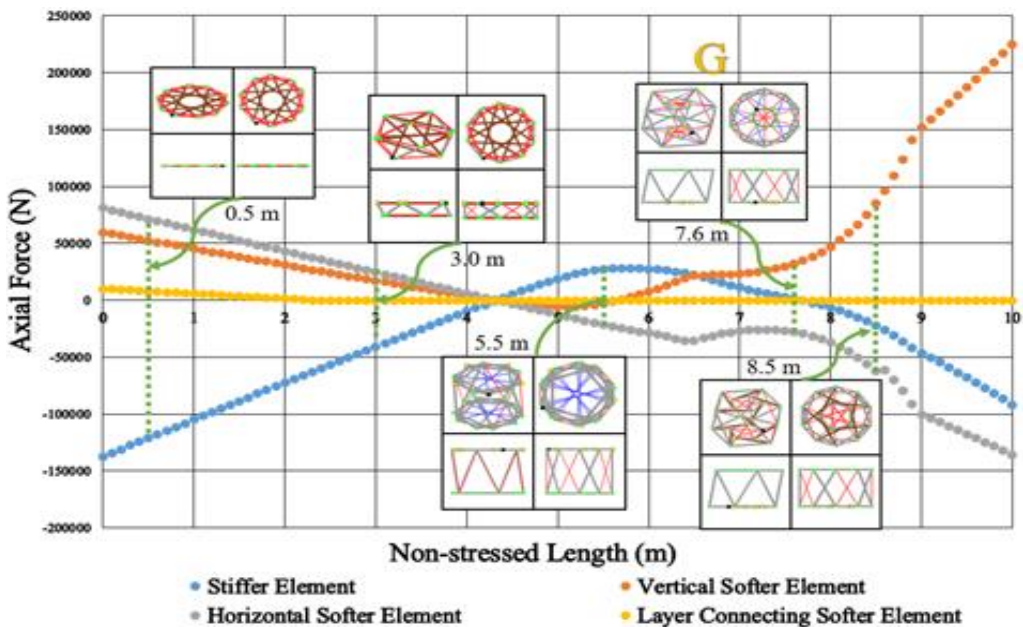 250000
200000
150000
100000
50000
0
-50000
-100000
-150000
-200000
Axial Force (N)
G
0.5 m
3.0 m
7.6 m
5.5 m
8.5 m
0 1 2 3 4 5 6 7 8 9 10
Non-stressed Length (m)
Stiffer Element
Vertical Softer Element
Horizontal Softer Element
Layer Connecting Softer Element